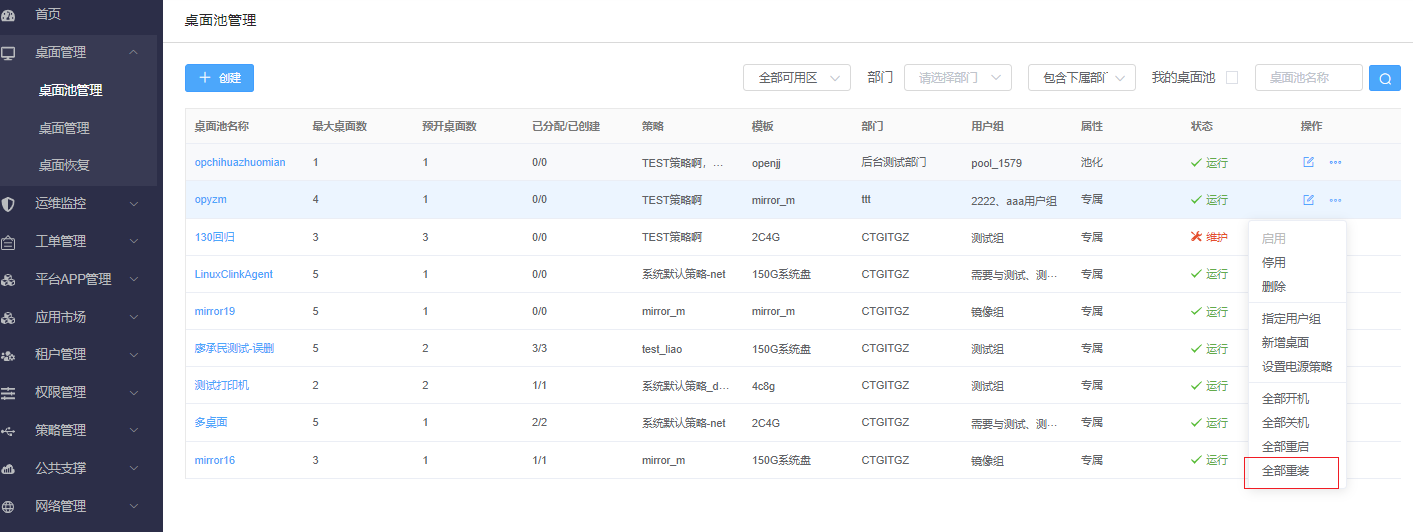 首页
桌面管理
桌面池管理
桌面管理
桌面恢复
运维监控
工单管理
平台APP管理
应用市场
租户管理
权限管理
策略管理
公共支撑
网络管理
桌面池管理
创建 全部可用区 部门 请选择部门 包含下属部门 我的桌面池 桌面池名称
桌面池名称 最大桌面数 预开桌面数 已分配/已创建 策略 模板 部门 用户组 属性 状态 操作
opchihuazhuomian 1 1 0/0 TEST策略啊, ... openjj 后台测试部门 pool_1579 池化 运行
opyzm 4 1 0/0 TEST策略啊 mirror_m ttt 2222、aaa用户组 专属 运行
130回归 3 3 0/0 TEST策略啊 2C4G CTGITGZ 测试组 专属 维护
LinuxClinkAgent 5 1 0/0 系统默认策略-net 150G系统盘 CTGITGZ 需要与测试、测... 专属 运行
mirror19 5 1 0/0 mirror_m mirror_m CTGITGZ 镜像组 专属 运行
廖承民测试-误删 5 2 3/3 test_liao 150G系统盘 CTGITGZ 测试组 专属 运行
测试打印机 2 2 1/1 系统默认策略_d... 4c8g CTGITGZ 测试组 专属 运行
多桌面 5 1 2/2 系统默认策略-net 2C4G CTGITGZ 需要与测试、测... 专属 运行
mirror16 3 1 1/1 mirror_m 150G系统盘 CTGITGZ 镜像组 专属 运行
启用
停用
删除
指定用户组
新增桌面
设置电源策略
全部开机
全部关机
全部重启
全部重装